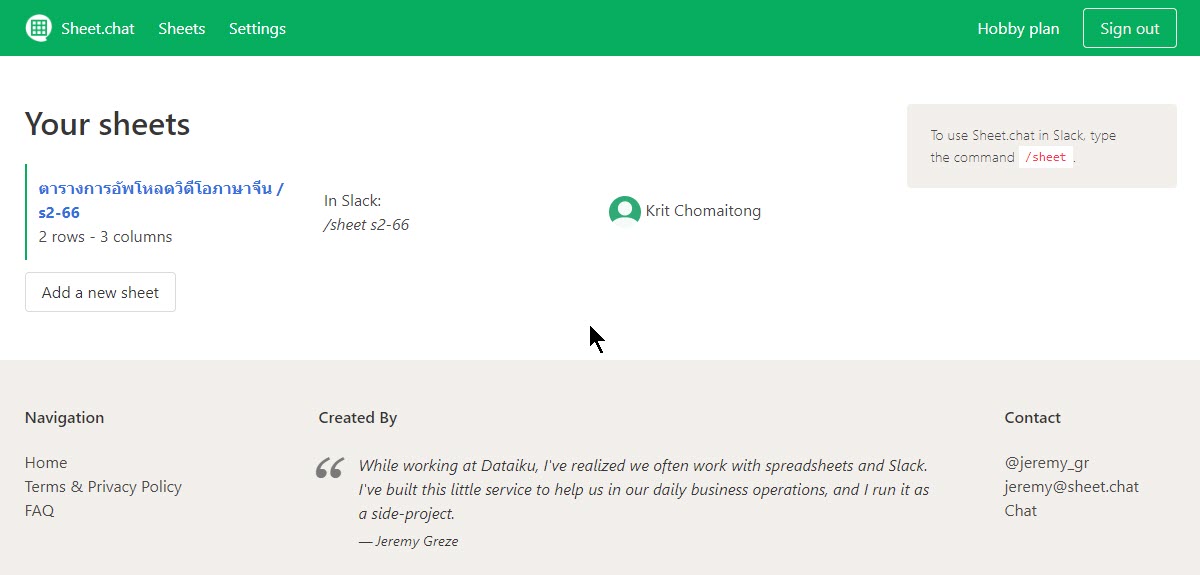 Sheet.chat Sheets Settings Hobby plan Sign out
Your sheets
To use Sheet.chat in Slack, type
the command /sheet .
ตารางการอัพโหลดวิดีโอภาษาจีน /
s2-66
2 rows - 3 columns
In Slack:
/sheet s2-66
Krit Chomaitong
Add a new sheet
Navigation
Home
Terms & Privacy Policy
FAQ
Created By
“ While working at Dataiku, I've realized we often work with spreadsheets and Slack.
I've built this little service to help us in our daily business operations, and I run it as
a side-project.
— Jeremy Greze
Contact
@jeremy_gr
jeremy@sheet.chat
Chat